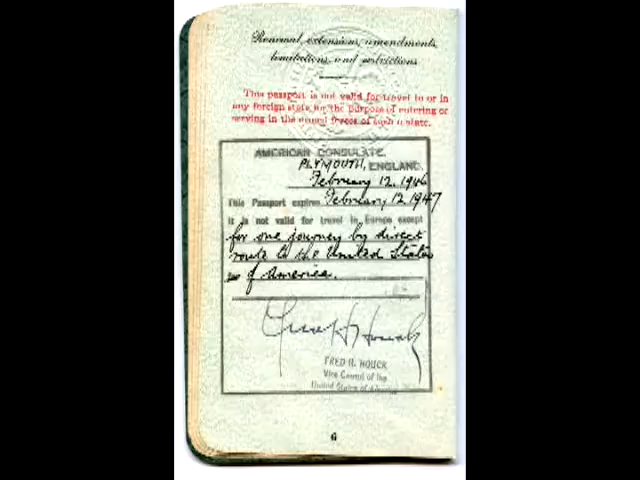 Renewal, extensions, amendments,
limitations, and restrictions
This passport is not valid for travel to or in
any foreign state for the purpose of entering or
serving in the armed forces of such a state.
AMERICAN CONSULATE,
PLYMOUTH, ENGLAND.
February 12, 1946
This Passport expires February 12, 1947
It is not valid for travel in Europe except
for one journey by direct
route to the United States
of America.
Fred H. Houck
FRED H. HOUCK
Vice Consul of the
United States of America
6